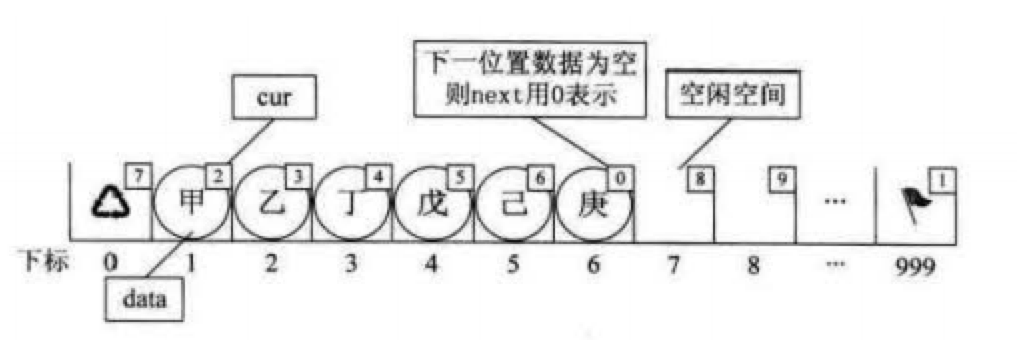 下一位置数据为空
则next用0表示
cur
空闲空间
7 2 3 4 5 6 0 8 9 1
甲 乙 丁 戊 己 庚 …
下标 0 1 2 3 4 5 6 7 8 … 999
data